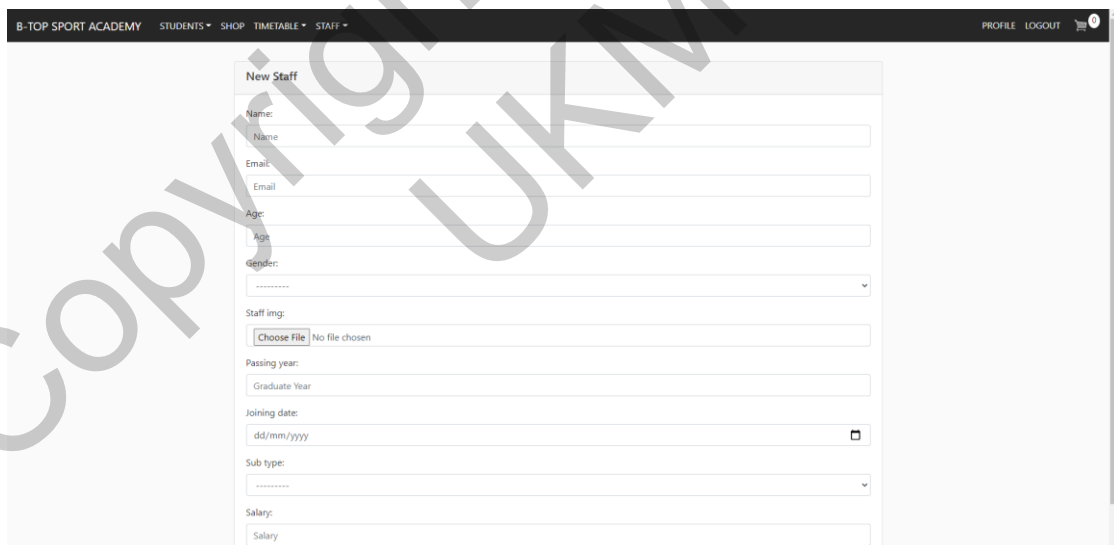 B-TOP SPORT ACADEMY STUDENTS SHOP TIMETABLE STAFF PROFILE LOGOUT 0
New Staff
Name:
Name
Email:
Email
Age:
Age
Gender:
---------
Staff img:
Choose File No file chosen
Passing year:
Graduate Year
Joining date:
dd/mm/yyyy
Sub type:
---------
Salary:
Salary
Copyright
UKM